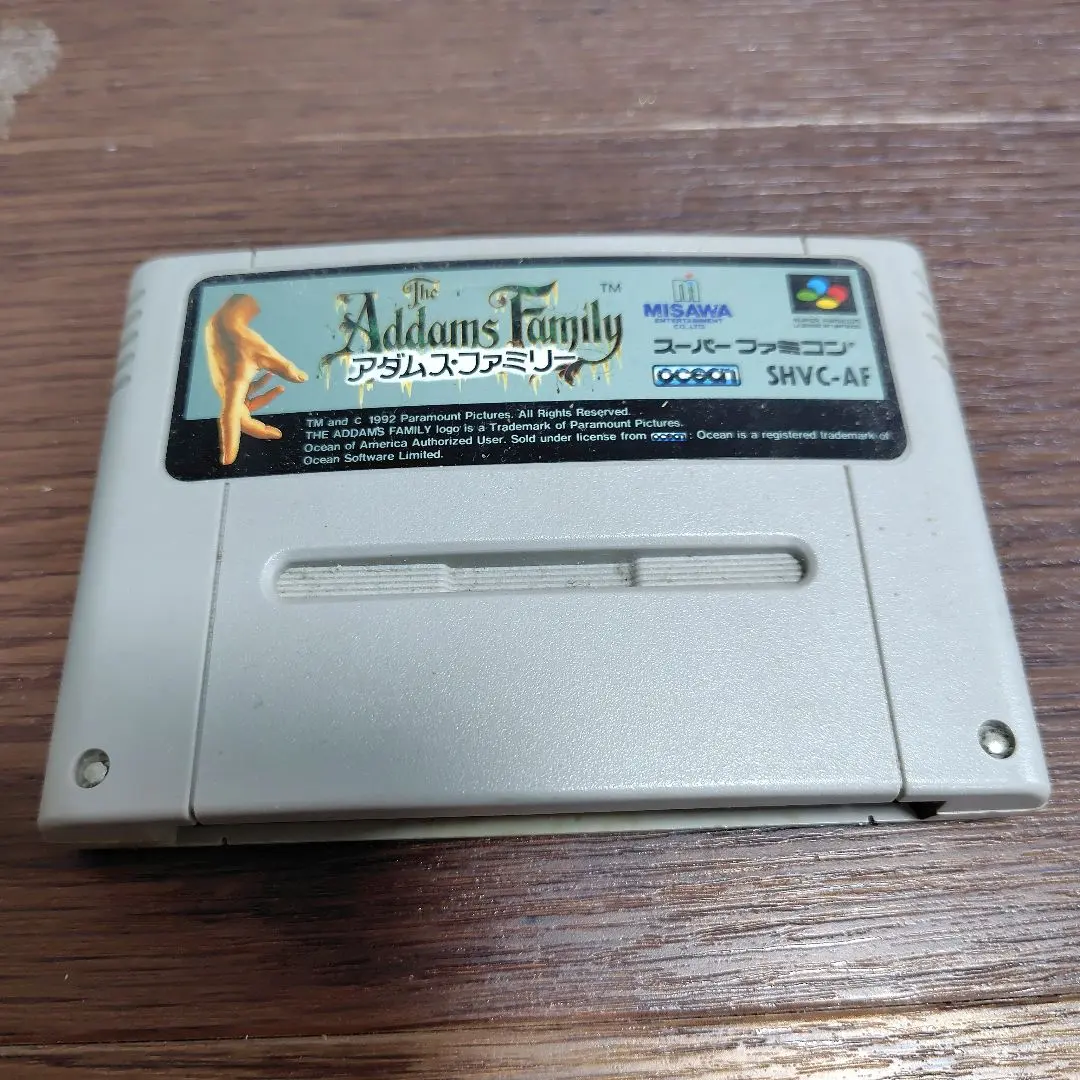 The
Addams Family™
アダムス・ファミリー
MISAWA
ENTERTAINMENT
CO., LTD
スーパーファミコン
ocean SHVC-AF
TM and C 1992 Paramount Pictures. All Rights Reserved.
THE ADDAMS FAMILY logo is a Trademark of Paramount Pictures.
Ocean of America Authorized User. Sold under license from ocean : Ocean is a registered trademark of
Ocean Software Limited.